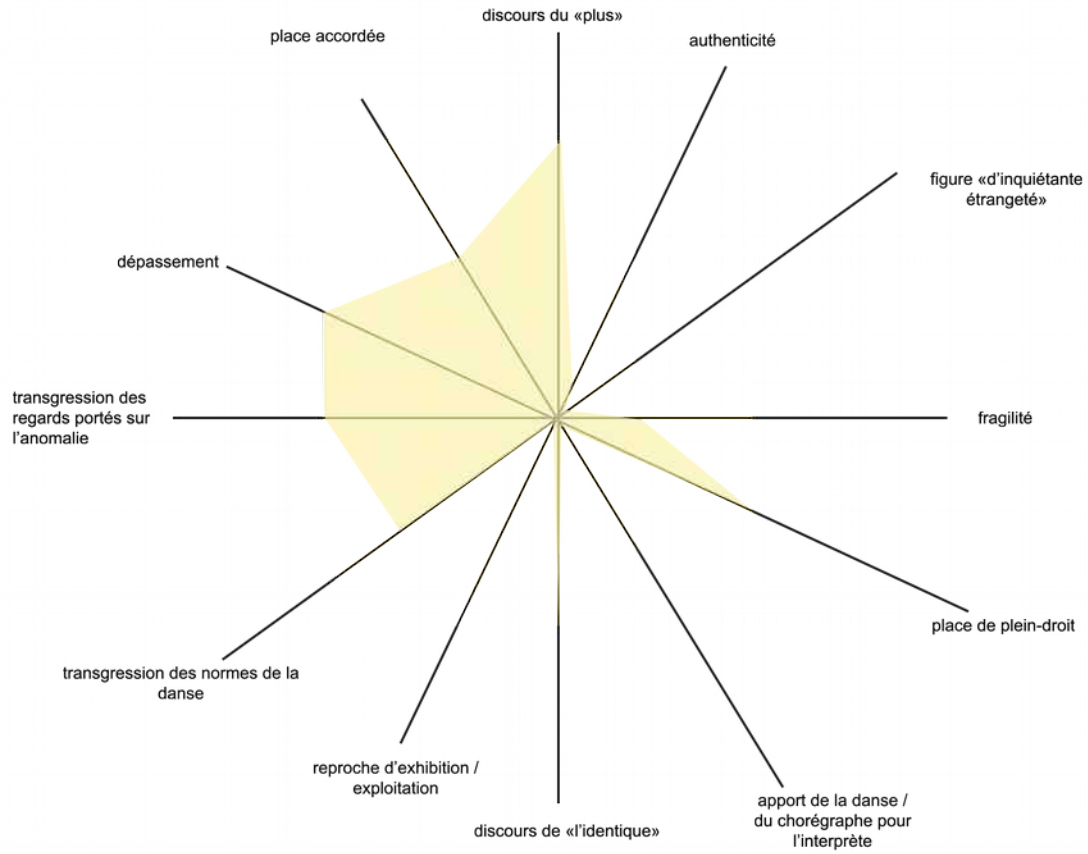 discours du «plus»
place accordée
authenticité
figure «d'inquiétante
étrangeté»
dépassement
transgression des
regards portés sur
l'anomalie
fragilité
place de plein-droit
transgression des normes de la
danse
reproche d'exhibition /
exploitation
discours de «l'identique»
apport de la danse /
du chorégraphe pour
l'interprète